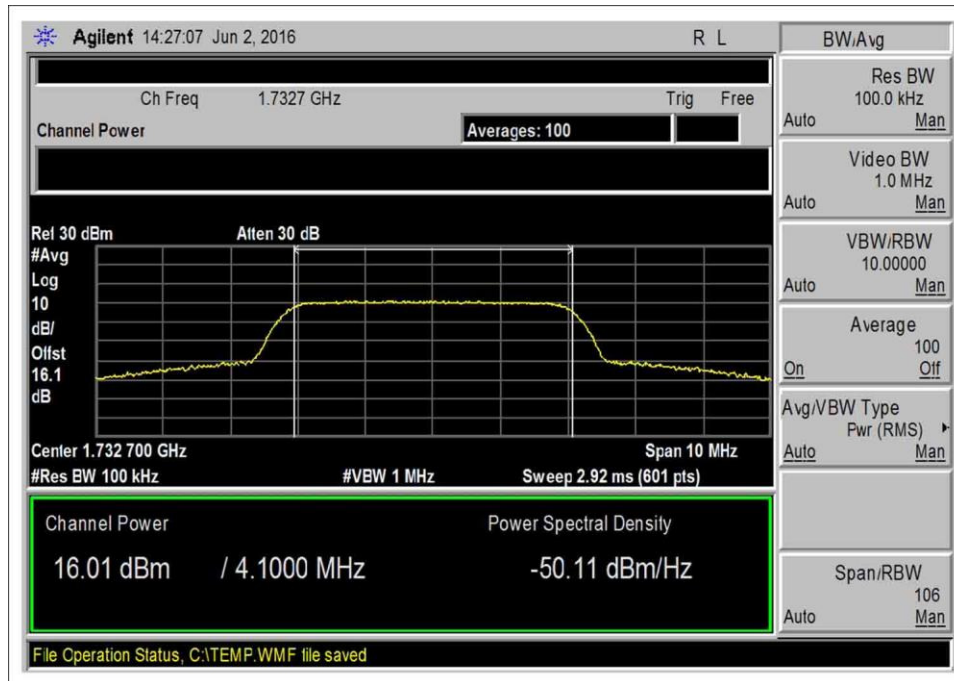 Agilent 14:27:07 Jun 2, 2016 R L
Ch Freq 1.7327 GHz Trig Free
Channel Power Averages: 100
Ref 30 dBm Atten 30 dB
#Avg
Log
10
dB/
Offst
16.1
dB
Center 1.732 700 GHz Span 10 MHz
#Res BW 100 kHz #VBW 1 MHz Sweep 2.92 ms (601 pts)
Channel Power Power Spectral Density
16.01 dBm / 4.1000 MHz -50.11 dBm/Hz
File Operation Status, C:\TEMP.WMF file saved
BW/Avg
Res BW
100.0 kHz
Auto Man
Video BW
1.0 MHz
Auto Man
VBW/RBW
10.00000
Auto Man
Average
100
On Off
Avg/VBW Type
Pwr (RMS)
Auto Man
Span/RBW
106
Auto Man